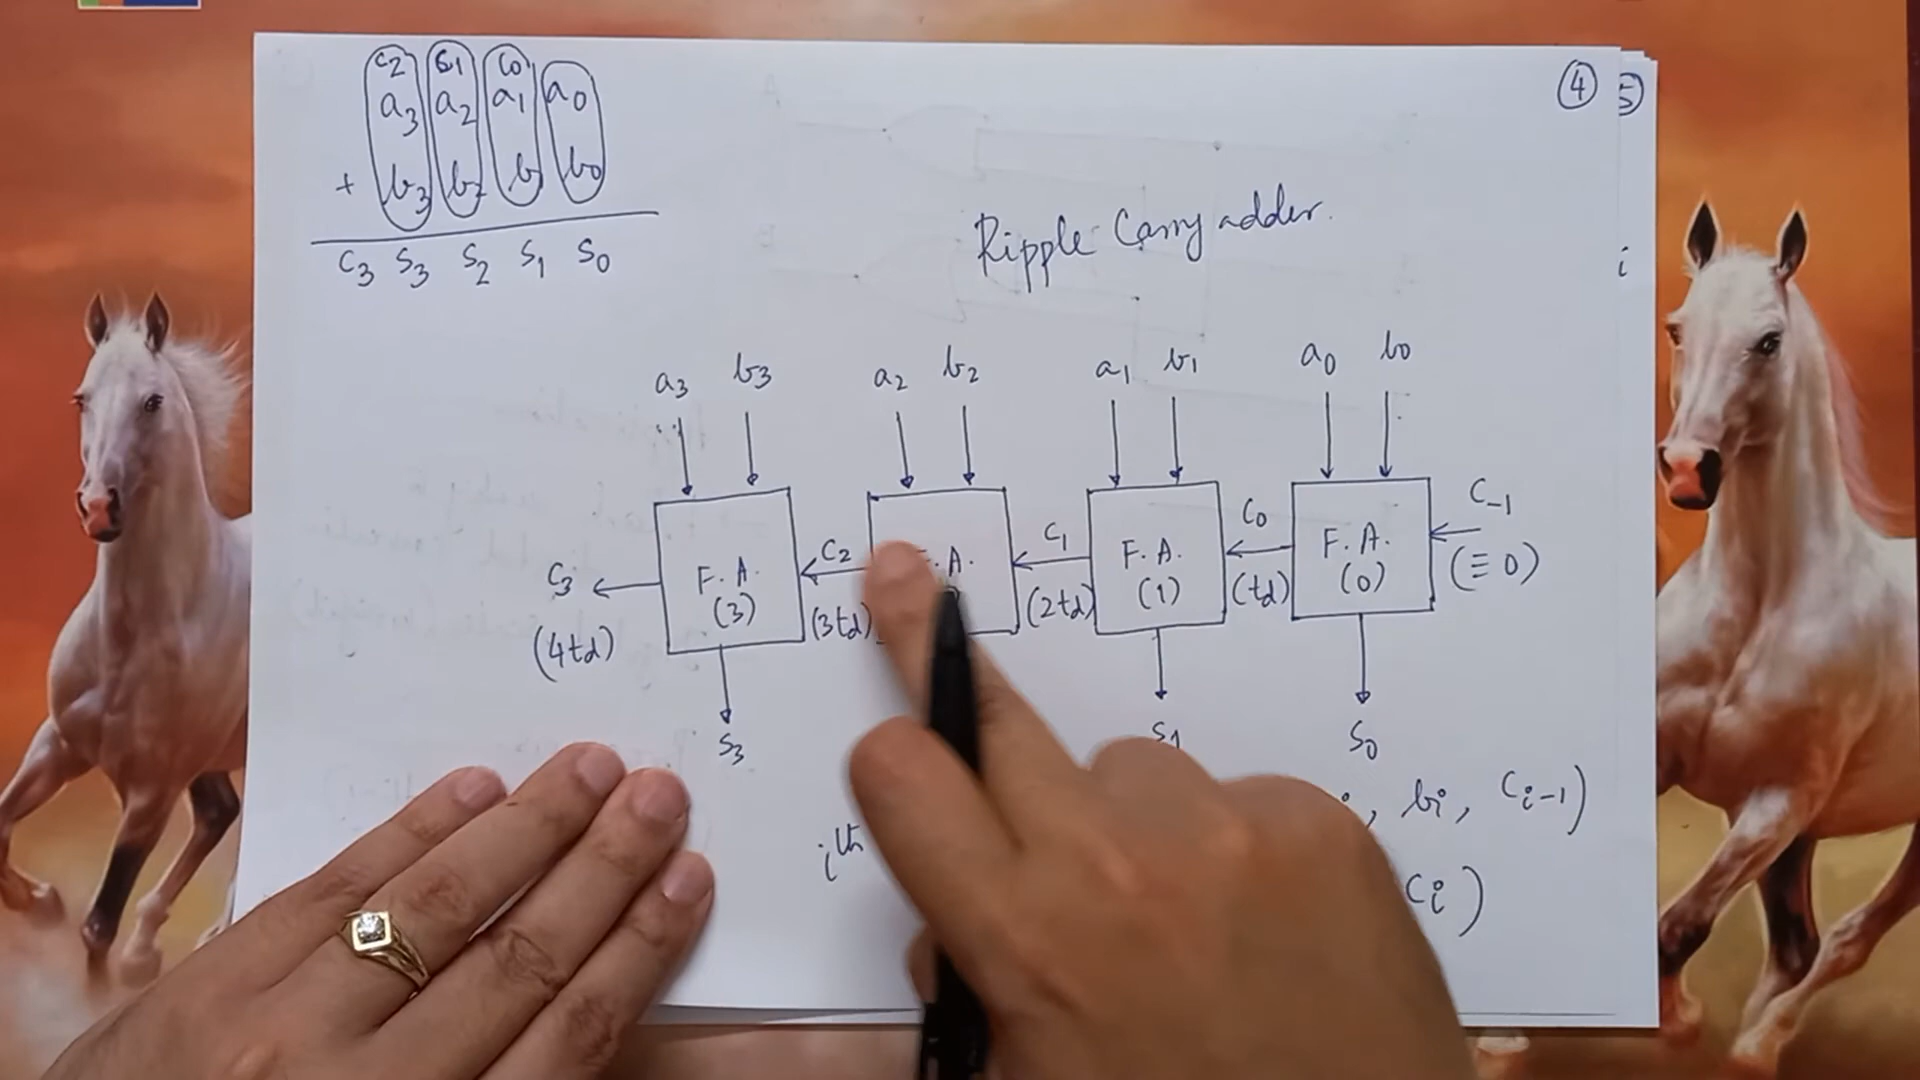 c2 c1 c0
a3 a2 a1 a0
+ b3 b2 b b0
c3 s3 s2 s1 s0
4
5
Ripple Carry adder.
i
a3 b3 a2 b2 a1 b1 a0 b0
c3 F.A. (3) c2 .A. c1 F.A. (1) c0 F.A. (0) c-1
(4td) (3td) (2td) (td) (≡ 0)
s3 s1 s0
ith , bi, ci-1)
ci)